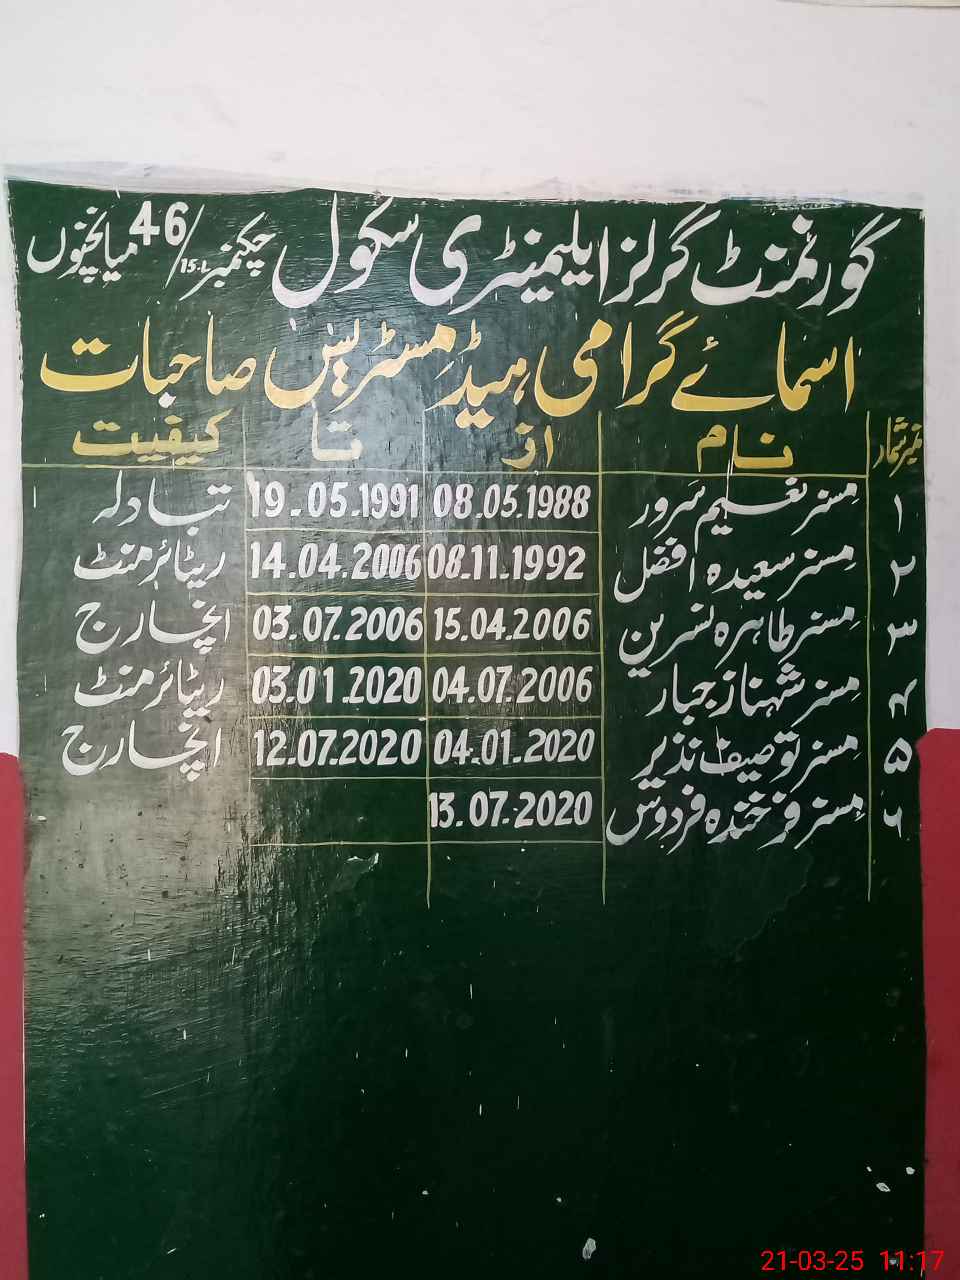 گورنمنٹ گرلز ایلیمنٹری سکول چکنمبر 46/15.L میانچنوں
اسمائے گرامی ہیڈ مسٹریس صاحبات
نمبر شمار نام از تا کیفیت
۱ مسز نعیم سرور 08.05.1988 19.05.1991 تبادلہ
۲ مسز سعیدہ افضل 08.11.1992 14.04.2006 ریٹائرمنٹ
۳ مسز طاہرہ نسرین 15.04.2006 03.07.2006 انچارج
۴ مسز شہناز جبار 04.07.2006 03.01.2020 ریٹائرمنٹ
۵ مسز توصیف نذیر 04.01.2020 12.07.2020 انچارج
۶ مسز فرخندہ فردوس 13.07.2020
21-03-25 11:17